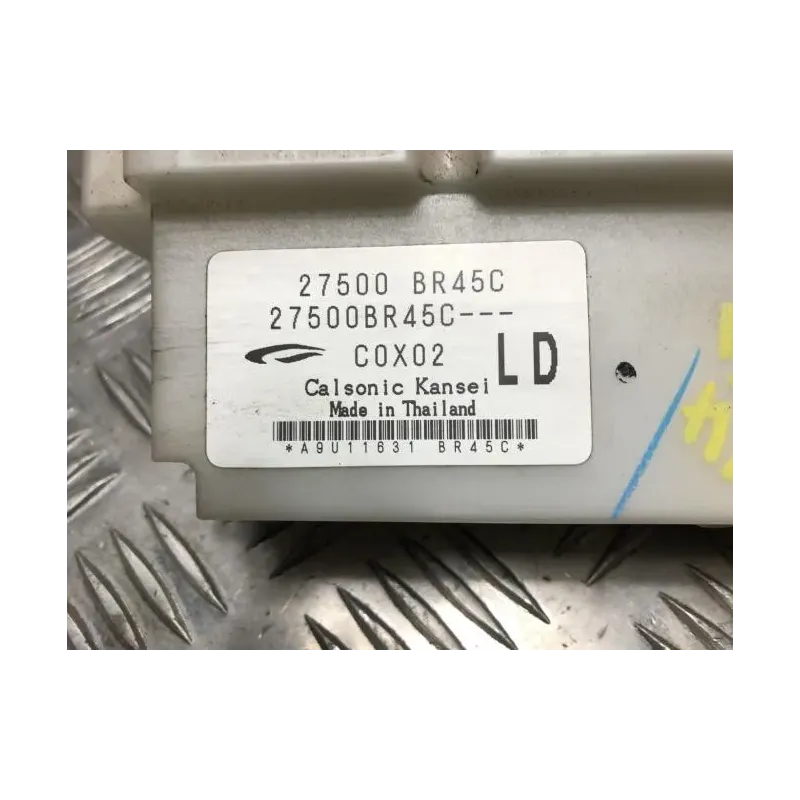 27500 BR45C
27500BR45C---
C0X02 LD
Calsonic Kansei
Made in Thailand
*A9U11631 BR45C*